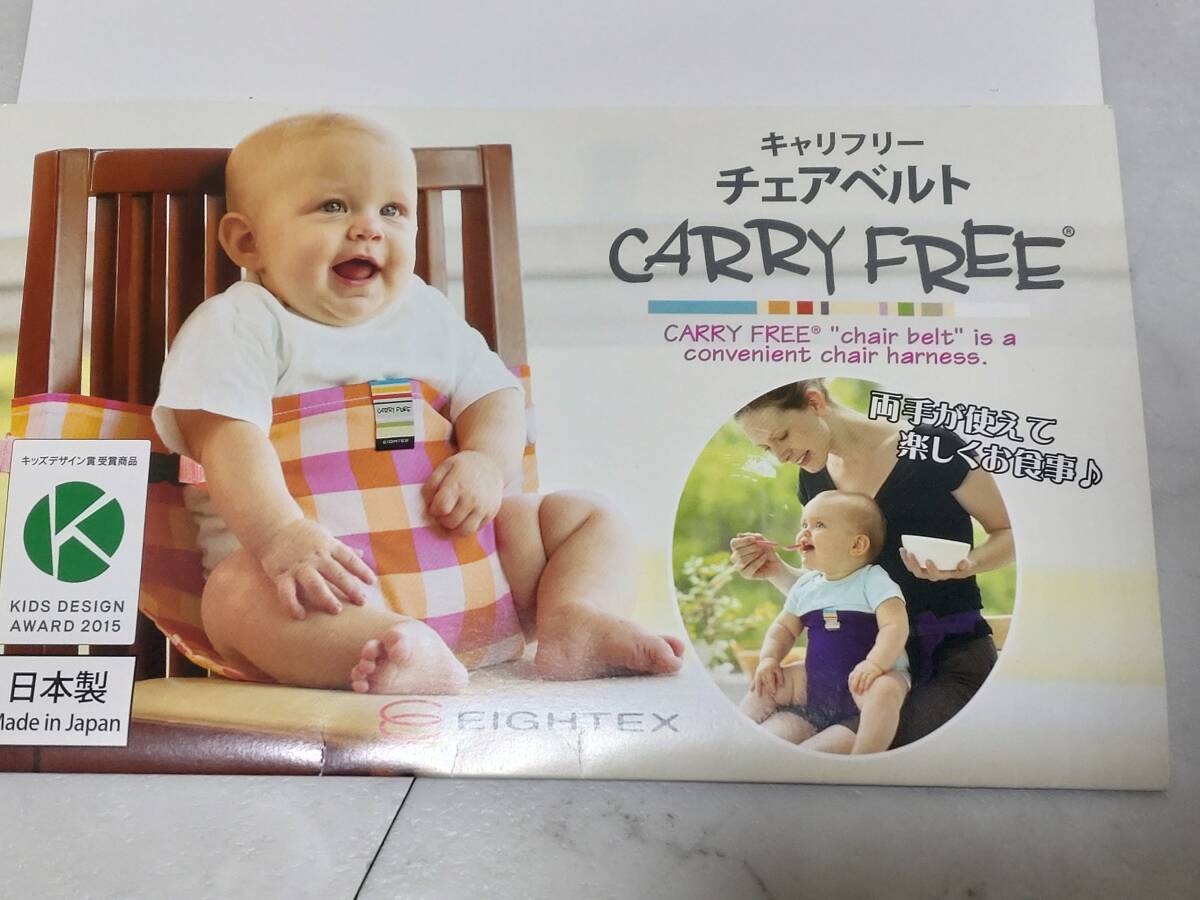 キャリフリー
チェアベルト
CARRY FREE®
CARRY FREE® "chair belt" is a
convenient chair harness.
両手が使えて
楽しくお食事♪
CARRY FREE
EIGHTEX
キッズデザイン賞 受賞商品
KIDS DESIGN
AWARD 2015
日本製
Made in Japan
EIGHTEX